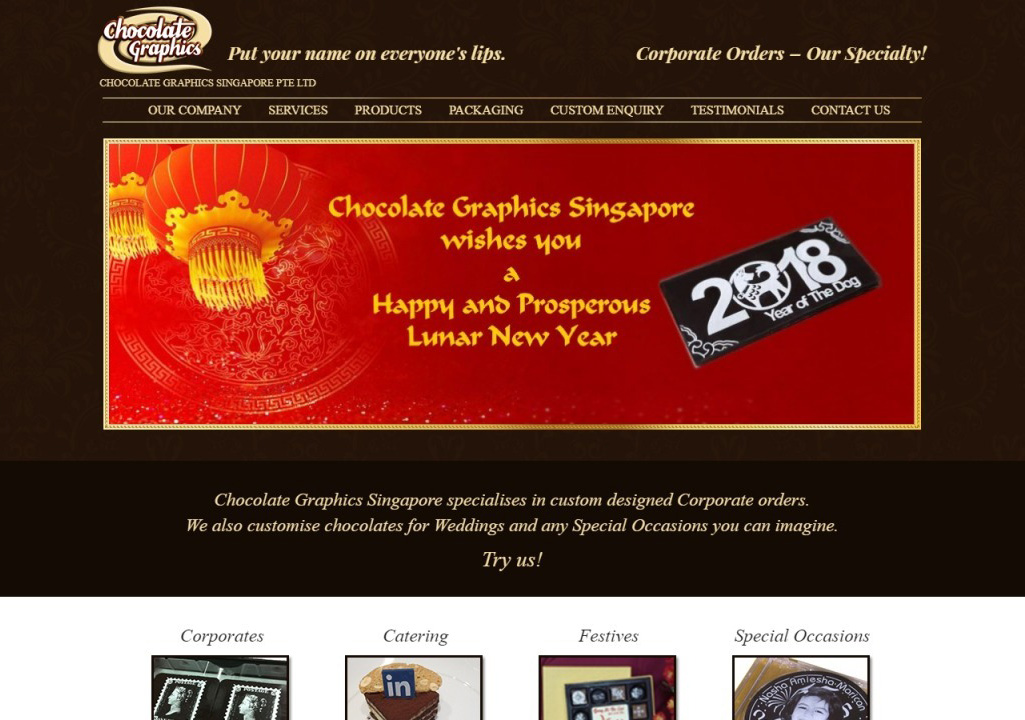 Chocolate
Graphics
Put your name on everyone's lips.
Corporate Orders – Our Specialty!
CHOCOLATE GRAPHICS SINGAPORE PTE LTD
OUR COMPANY SERVICES PRODUCTS PACKAGING CUSTOM ENQUIRY TESTIMONIALS CONTACT US
Chocolate Graphics Singapore
wishes you
a
Happy and Prosperous
Lunar New Year
2018
Year of The Dog
Chocolate Graphics Singapore specialises in custom designed Corporate orders.
We also customise chocolates for Weddings and any Special Occasions you can imagine.
Try us!
Corporates Catering Festives Special Occasions
in